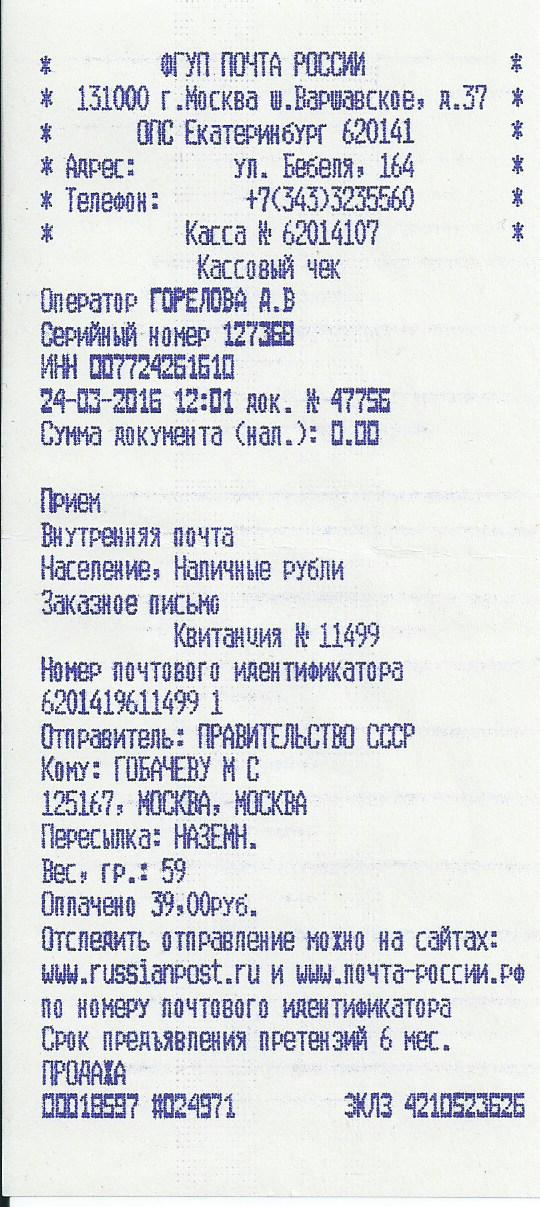 * ФГУП ПОЧТА РОССИИ *
* 131000 г.Москва ш.Варшавское, д.37 *
* ОПС Екатеринбург 620141 *
* Адрес: ул. Бебеля, 164 *
* Телефон: +7(343)3235560 *
* Касса № 62014107 *
Кассовый чек
Оператор ГОРЕЛОВА А.В
Серийный номер 127368
ИНН 007724261610
24-03-2016 12:01 док. № 47756
Сумма документа (нал.): 0.00
Прием
Внутренняя почта
Население, Наличные рубли
Заказное письмо
Квитанция № 11499
Номер почтового идентификатора
6201419611499 1
Отправитель: ПРАВИТЕЛЬСТВО СССР
Кому: ГОБАЧЕВУ М С
125167, МОСКВА, МОСКВА
Пересылка: НАЗЕМН.
Вес, гр.: 59
Оплачено 39,00руб.
Отследить отправление можно на сайтах:
www.russianpost.ru и www.почта-россии.рф
по номеру почтового идентификатора
Срок предъявления претензий 6 мес.
ПРОДАЖА
00018597 #024971 ЭКЛЗ 4210523626